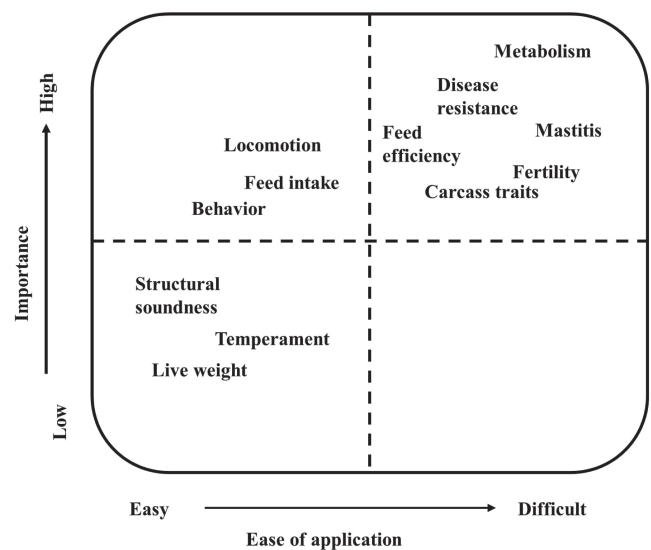 High
Importance
Low
Metabolism
Disease
resistance
Mastitis
Feed
efficiency
Fertility
Carcass traits
Locomotion
Feed intake
Behavior
Structural
soundness
Temperament
Live weight
Easy
Difficult
Ease of application